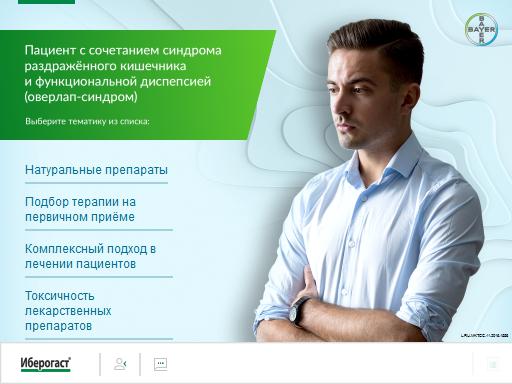 BAYER
BAYER
Пациент с сочетанием синдрома
раздражённого кишечника
и функциональной диспепсией
(оверлап-синдром)
Выберите тематику из списка:
Натуральные препараты
Подбор терапии на
первичном приёме
Комплексный подход в
лечении пациентов
Токсичность
лекарственных
препаратов
Иберогаст®